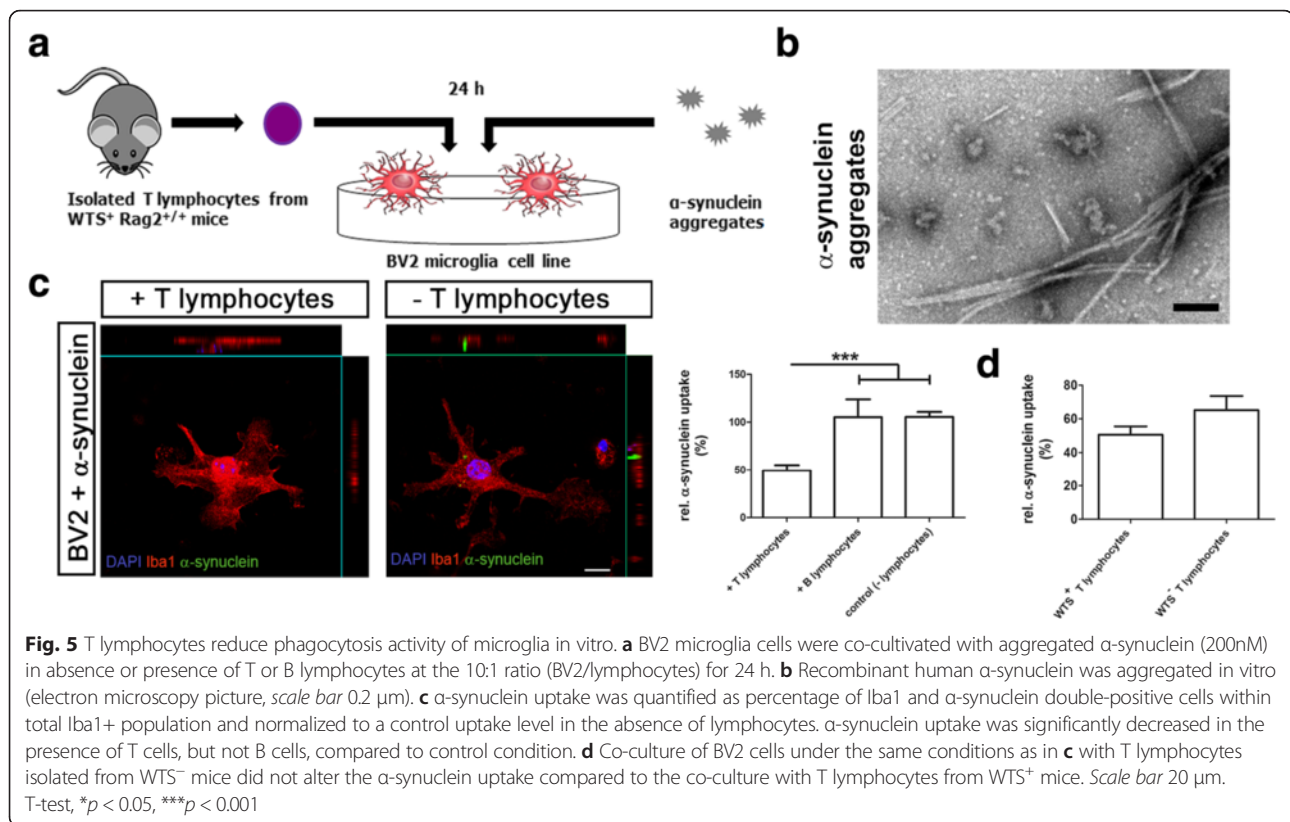 a
24 h
Isolated T lymphocytes from
WTS+ Rag2+/+ mice
BV2 microglia cell line
α-synuclein
aggregates
b
α-synuclein
aggregates
c
+ T lymphocytes
- T lymphocytes
BV2 + α-synuclein
DAPI Iba1 α-synuclein
DAPI Iba1 α-synuclein
rel. α-synuclein uptake
(%)
150
100
50
0
***
+ T lymphocytes
+ B lymphocytes
control (- lymphocytes)
d
rel. α-synuclein uptake
(%)
80
60
40
20
0
WTS+ T lymphocytes
WTS- T lymphocytes
Fig. 5 T lymphocytes reduce phagocytosis activity of microglia in vitro. a BV2 microglia cells were co-cultivated with aggregated α-synuclein (200nM)
in absence or presence of T or B lymphocytes at the 10:1 ratio (BV2/lymphocytes) for 24 h. b Recombinant human α-synuclein was aggregated in vitro
(electron microscopy picture, scale bar 0.2 μm). c α-synuclein uptake was quantified as percentage of Iba1 and α-synuclein double-positive cells within
total Iba1+ population and normalized to a control uptake level in the absence of lymphocytes. α-synuclein uptake was significantly decreased in the
presence of T cells, but not B cells, compared to control condition. d Co-culture of BV2 cells under the same conditions as in c with T lymphocytes
isolated from WTS− mice did not alter the α-synuclein uptake compared to the co-culture with T lymphocytes from WTS+ mice. Scale bar 20 μm.
T-test, *p < 0.05, ***p < 0.001